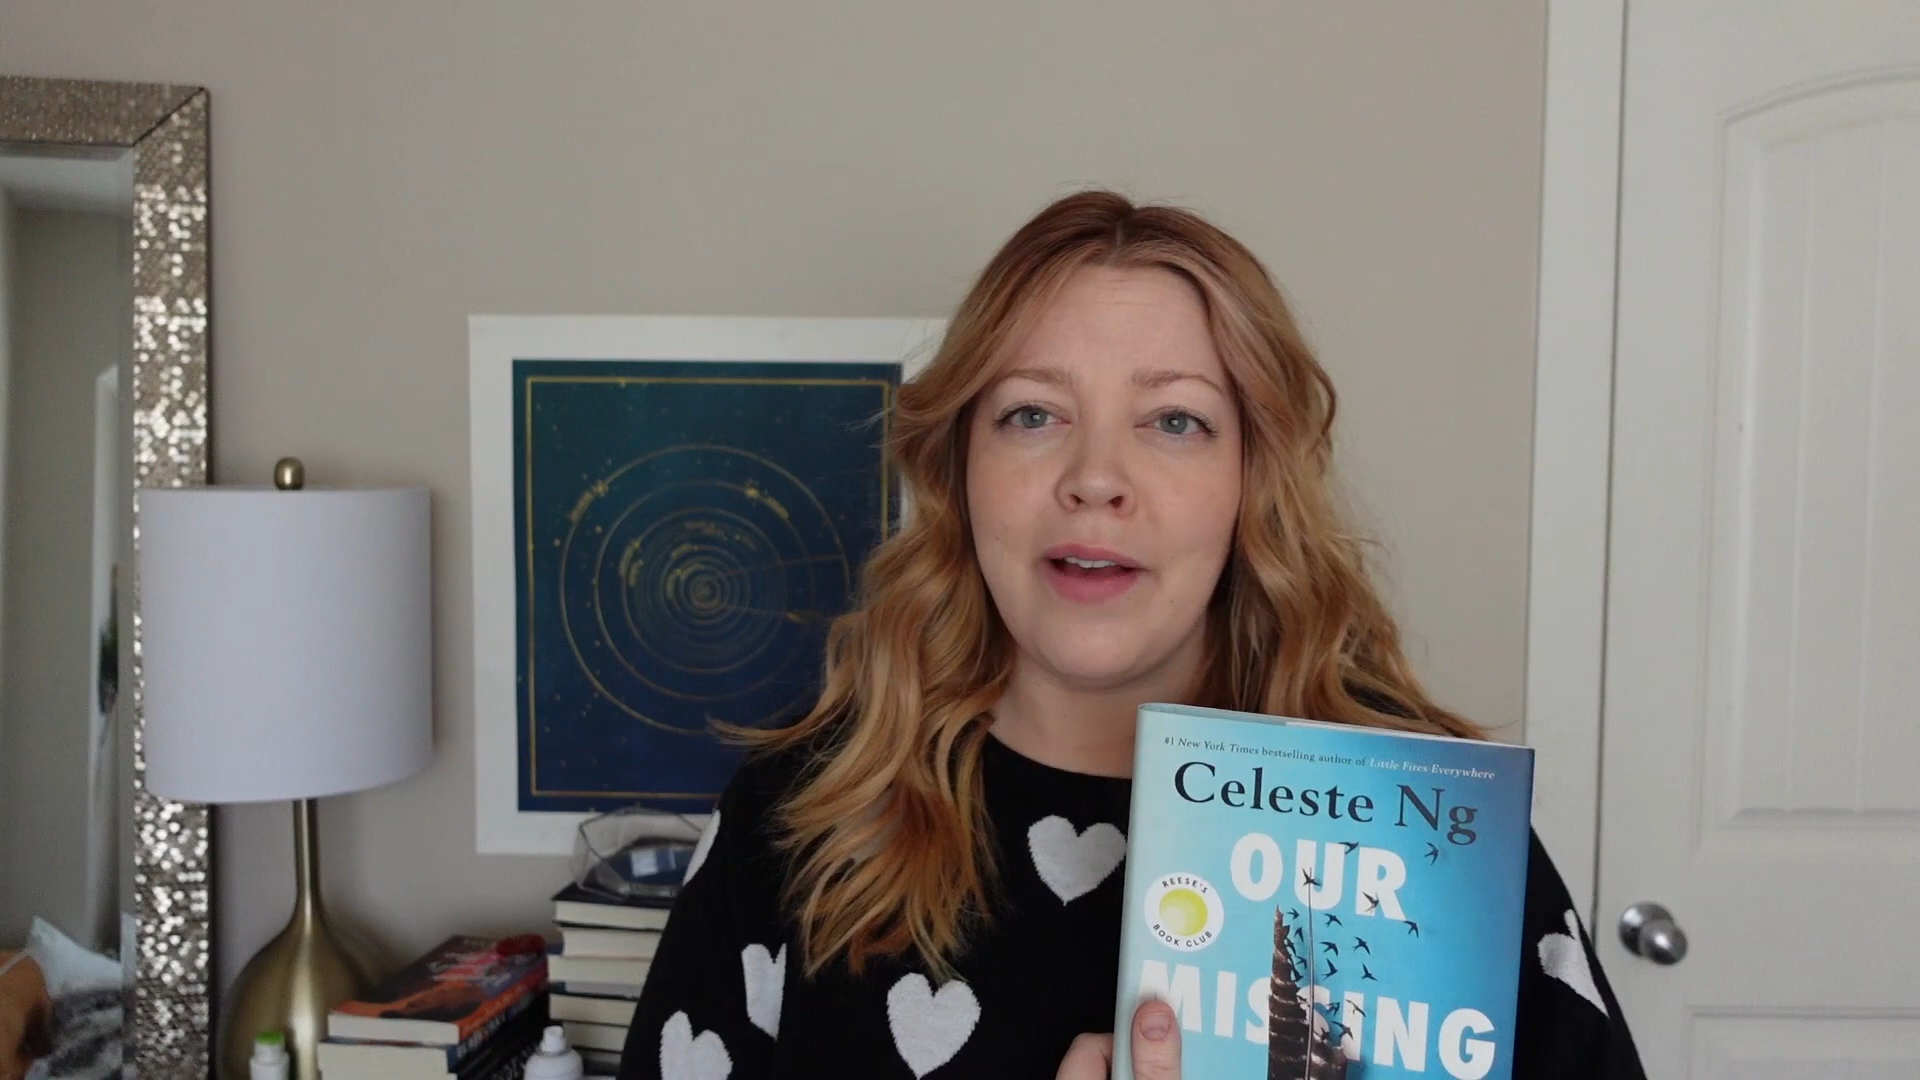 #1 New York Times bestselling author of Little Fires Everywhere
Celeste Ng
OUR
REESE'S
BOOK CLUB
MISSING